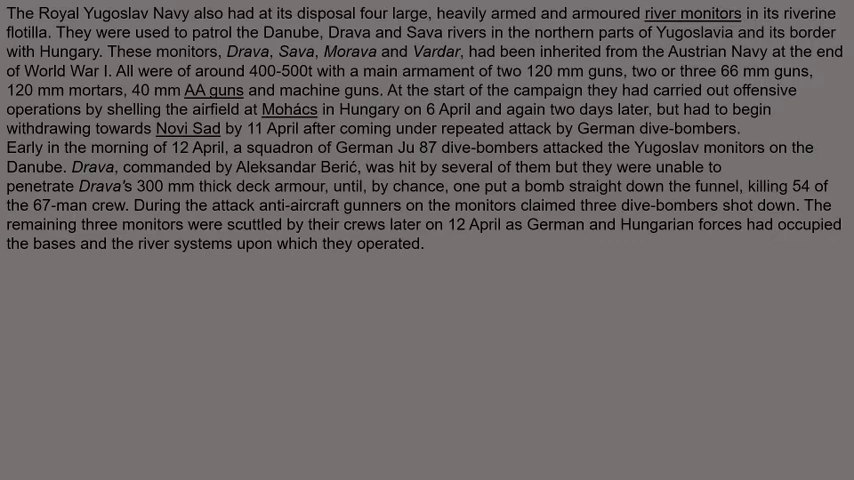 The Royal Yugoslav Navy also had at its disposal four large, heavily armed and armoured river monitors in its riverine
flotilla. They were used to patrol the Danube, Drava and Sava rivers in the northern parts of Yugoslavia and its border
with Hungary. These monitors, Drava, Sava, Morava and Vardar, had been inherited from the Austrian Navy at the end
of World War I. All were of around 400-500t with a main armament of two 120 mm guns, two or three 66 mm guns,
120 mm mortars, 40 mm AA guns and machine guns. At the start of the campaign they had carried out offensive
operations by shelling the airfield at Mohács in Hungary on 6 April and again two days later, but had to begin
withdrawing towards Novi Sad by 11 April after coming under repeated attack by German dive-bombers.
Early in the morning of 12 April, a squadron of German Ju 87 dive-bombers attacked the Yugoslav monitors on the
Danube. Drava, commanded by Aleksandar Berić, was hit by several of them but they were unable to
penetrate Drava's 300 mm thick deck armour, until, by chance, one put a bomb straight down the funnel, killing 54 of
the 67-man crew. During the attack anti-aircraft gunners on the monitors claimed three dive-bombers shot down. The
remaining three monitors were scuttled by their crews later on 12 April as German and Hungarian forces had occupied
the bases and the river systems upon which they operated.